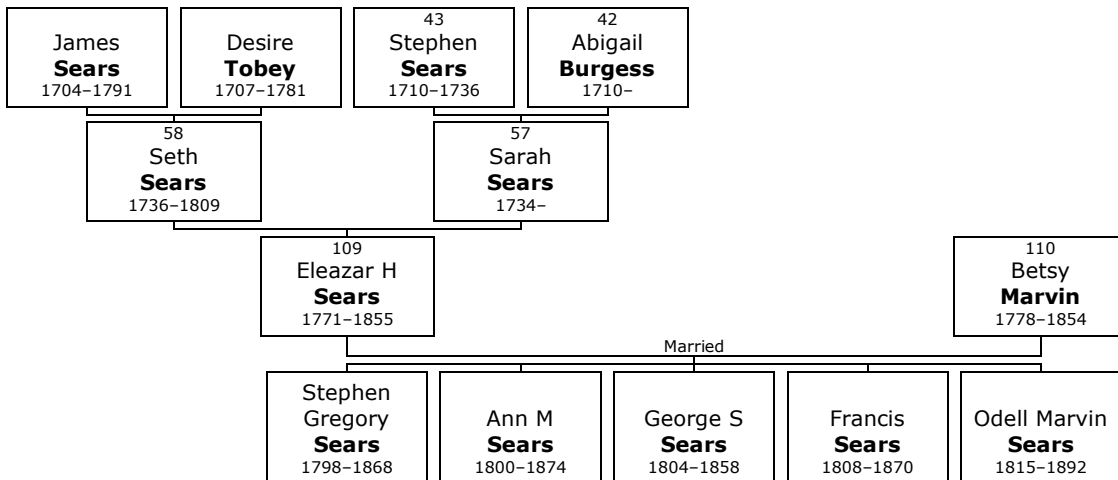 James
Sears
1704–1791
Desire
Tobey
1707–1781
43
Stephen
Sears
1710–1736
42
Abigail
Burgess
1710–
58
Seth
Sears
1736–1809
57
Sarah
Sears
1734–
109
Eleazar H
Sears
1771–1855
110
Betsy
Marvin
1778–1854
Married
Stephen
Gregory
Sears
1798–1868
Ann M
Sears
1800–1874
George S
Sears
1804–1858
Francis
Sears
1808–1870
Odell Marvin
Sears
1815–1892